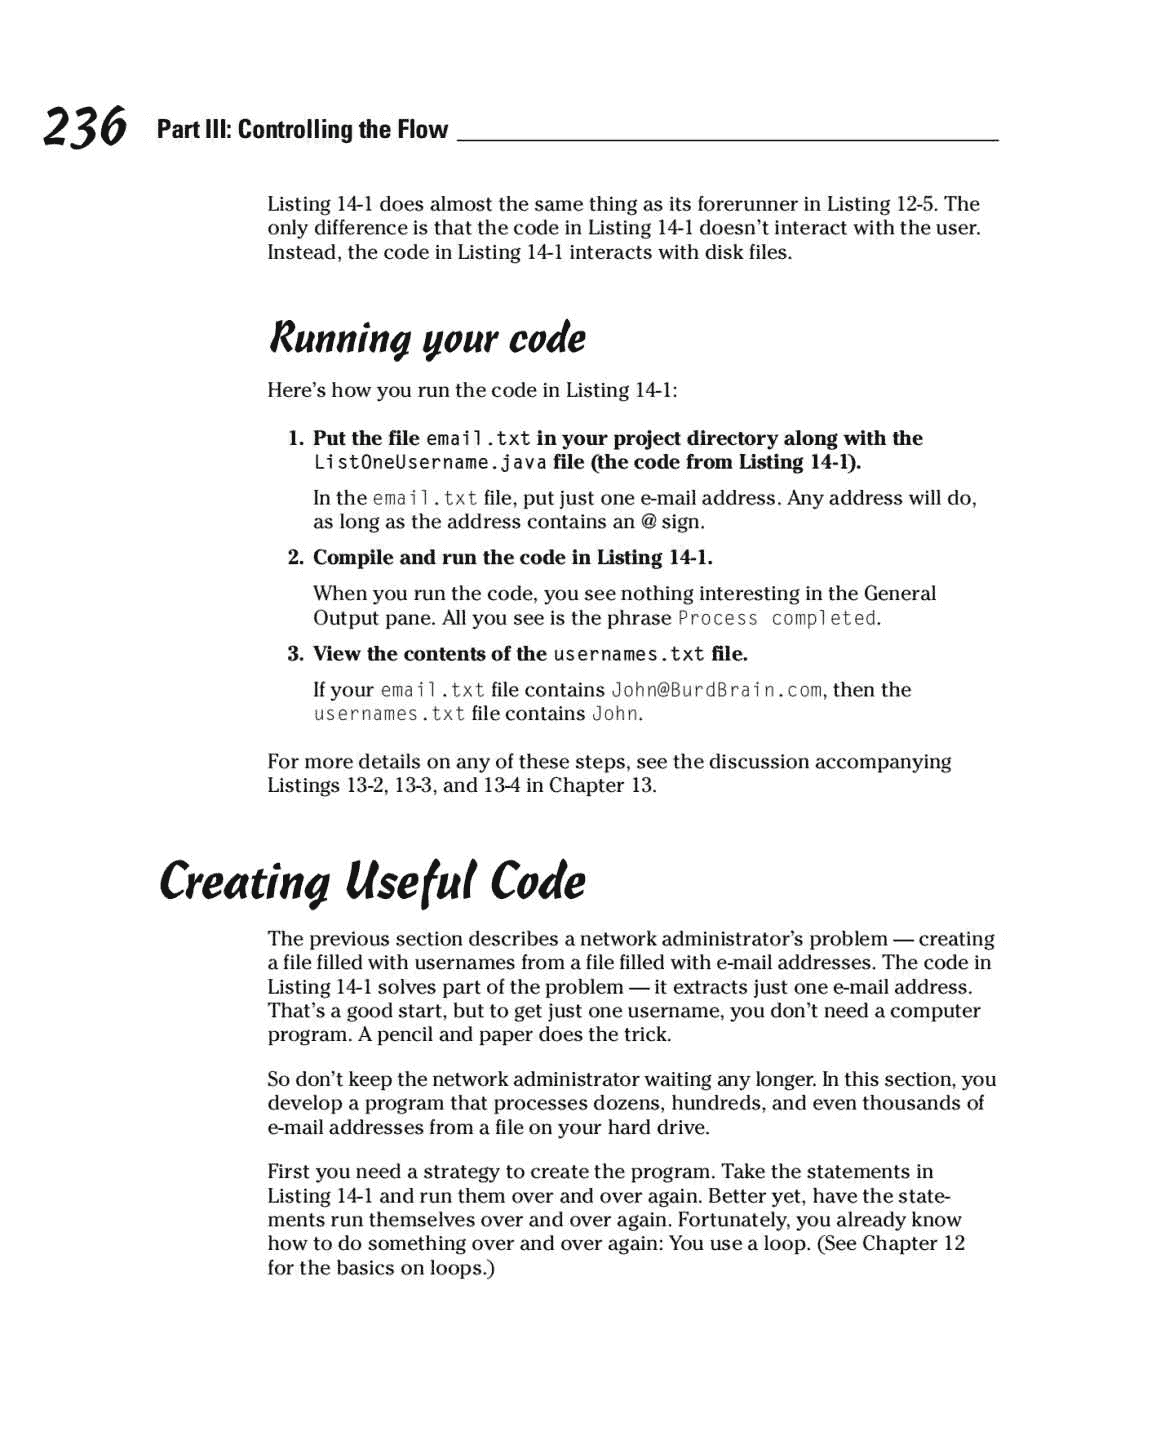 236 Part III: Controlling the Flow
Listing 14-1 does almost the same thing as its forerunner in Listing 12-5. The
only difference is that the code in Listing 14-1 doesn't interact with the user.
Instead, the code in Listing 14-1 interacts with disk files.
Running your code
Here's how you run the code in Listing 14-1:
1. Put the file email.txt in your project directory along with the
ListOneUsername.java file (the code from Listing 14-1).
In the email.txt file, put just one e-mail address. Any address will do,
as long as the address contains an @ sign.
2. Compile and run the code in Listing 14-1.
When you run the code, you see nothing interesting in the General
Output pane. All you see is the phrase Process completed.
3. View the contents of the usernames.txt file.
If your email.txt file contains John@BurdBrain.com, then the
usernames.txt file contains John.
For more details on any of these steps, see the discussion accompanying
Listings 13-2, 13-3, and 13-4 in Chapter 13.
Creating Useful Code
The previous section describes a network administrator's problem — creating
a file filled with usernames from a file filled with e-mail addresses. The code in
Listing 14-1 solves part of the problem — it extracts just one e-mail address.
That's a good start, but to get just one username, you don't need a computer
program. A pencil and paper does the trick.
So don't keep the network administrator waiting any longer. In this section, you
develop a program that processes dozens, hundreds, and even thousands of
e-mail addresses from a file on your hard drive.
First you need a strategy to create the program. Take the statements in
Listing 14-1 and run them over and over again. Better yet, have the state-
ments run themselves over and over again. Fortunately, you already know
how to do something over and over again: You use a loop. (See Chapter 12
for the basics on loops.)